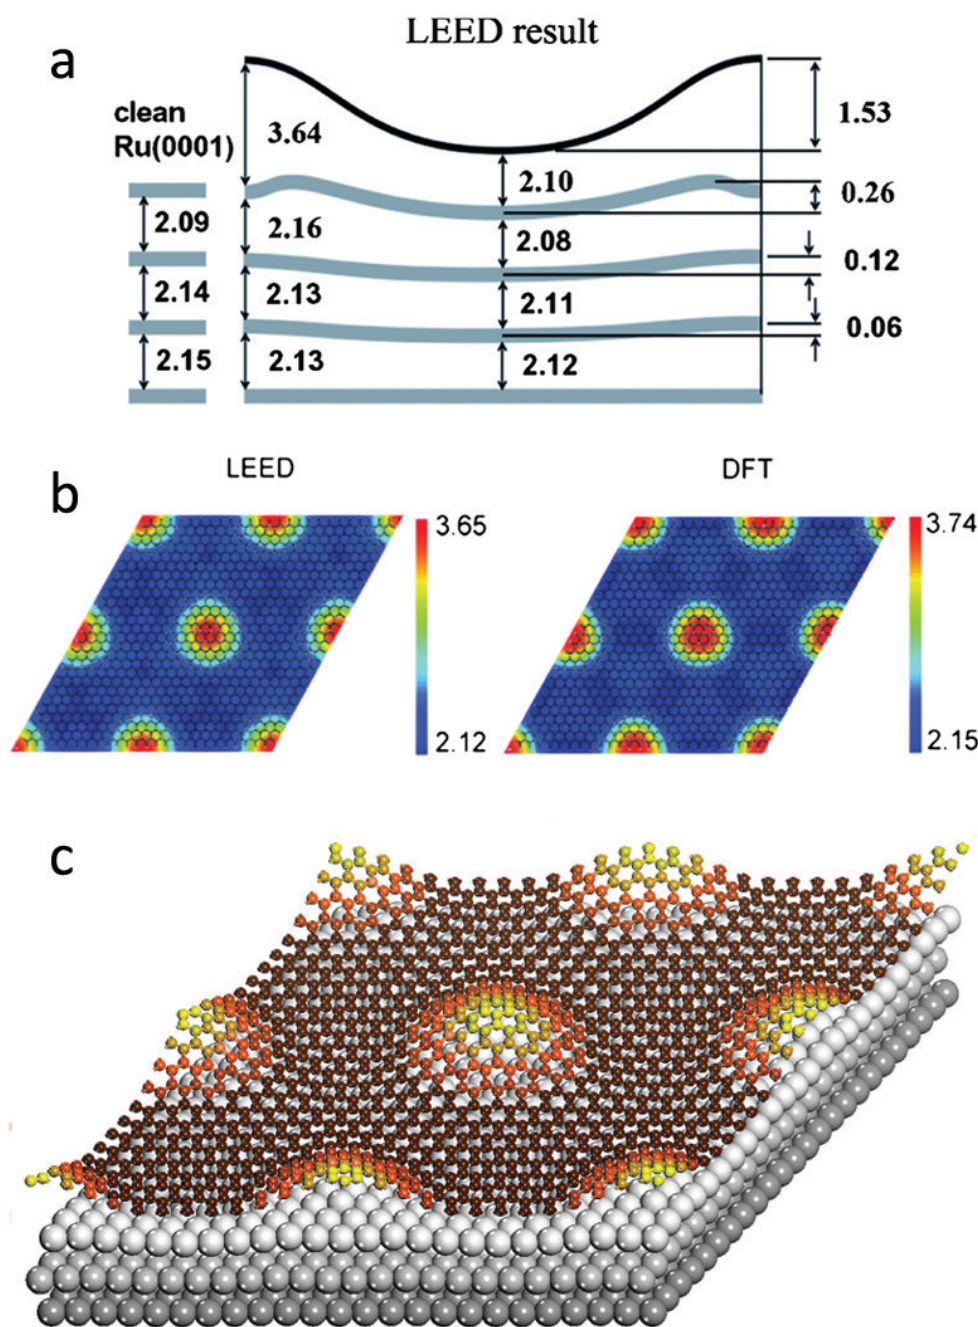 a
LEED result
clean
Ru(0001)
3.64
1.53
2.10
0.26
2.09
2.16
2.08
0.12
2.14
2.13
2.11
0.06
2.15
2.13
2.12
b
LEED
DFT
3.65
3.74
2.12
2.15
c